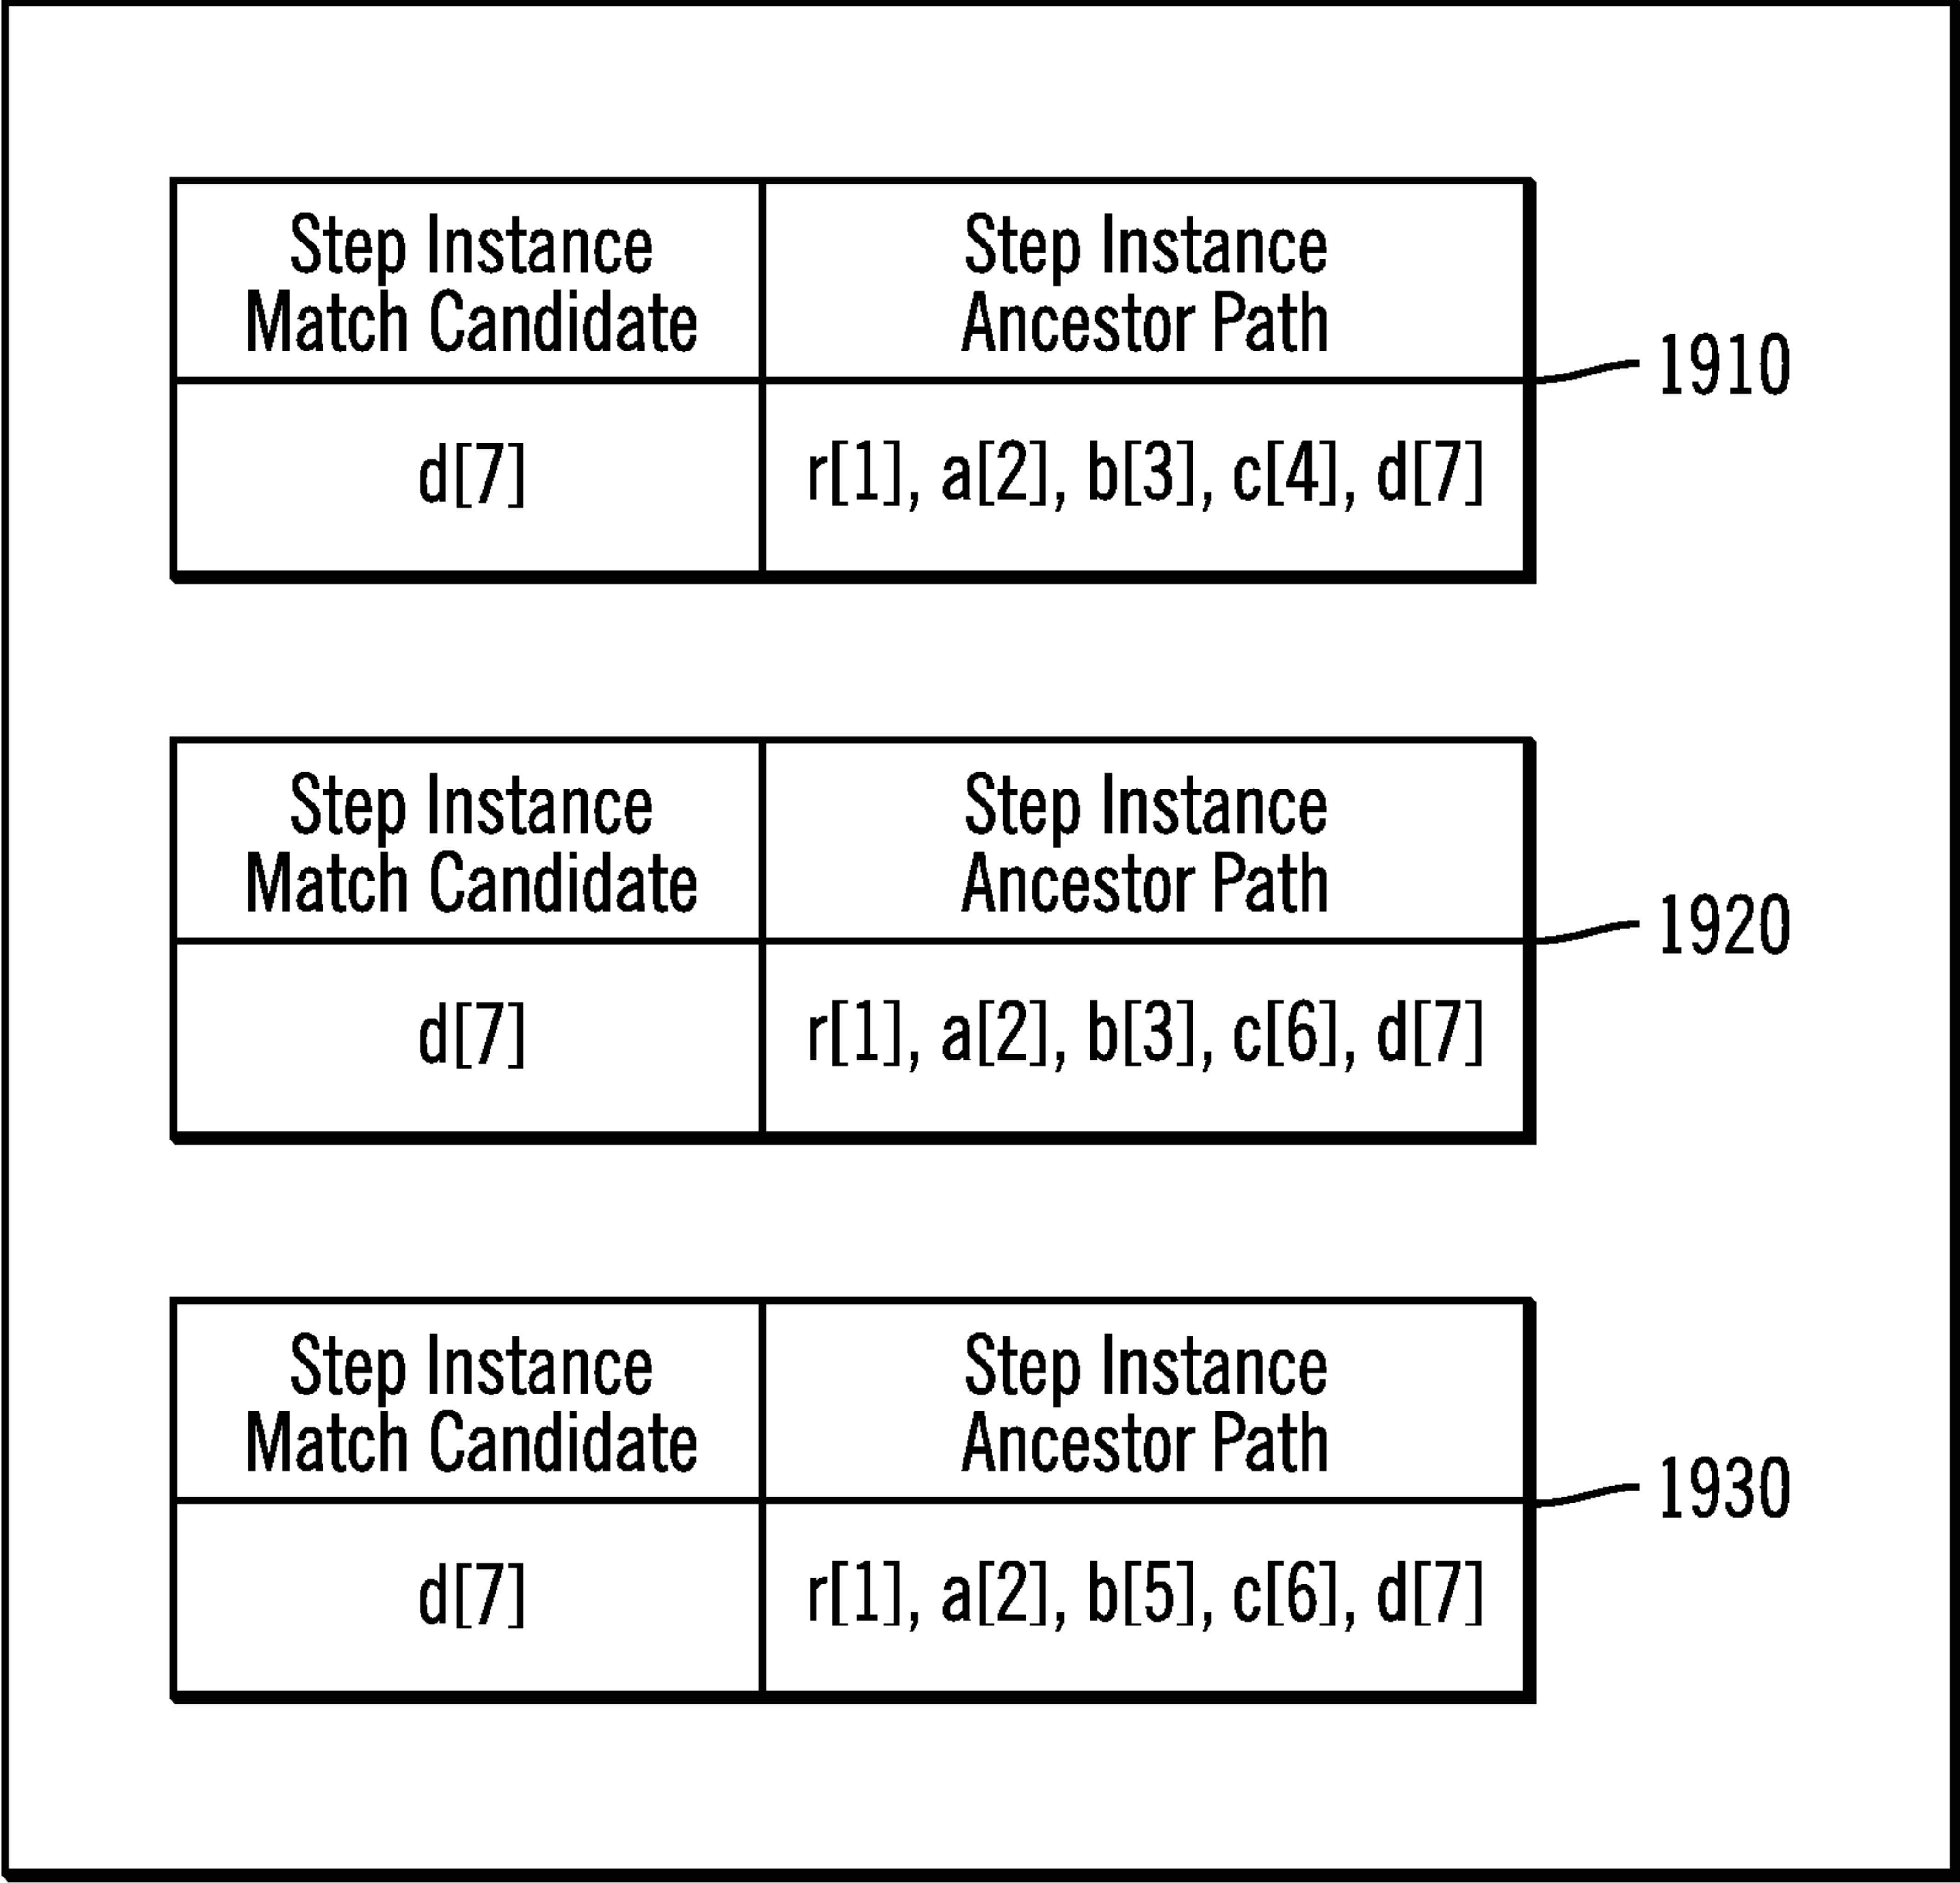 Step Instance
Match Candidate
Step Instance
Ancestor Path
1910
d[7]
r[1], a[2], b[3], c[4], d[7]
Step Instance
Match Candidate
Step Instance
Ancestor Path
1920
d[7]
r[1], a[2], b[3], c[6], d[7]
Step Instance
Match Candidate
Step Instance
Ancestor Path
1930
d[7]
r[1], a[2], b[5], c[6], d[7]